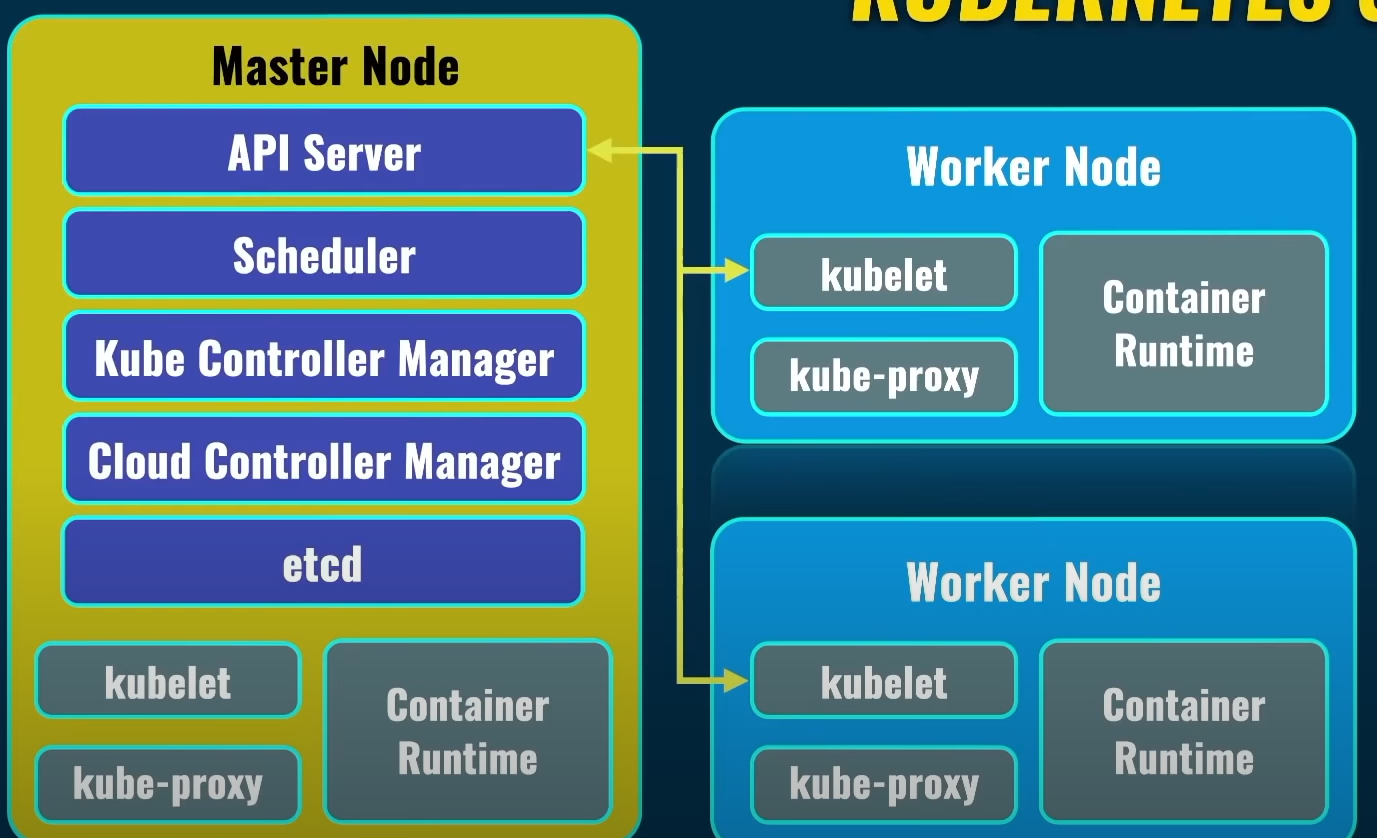 KUBERNETES
Master Node
API Server
Scheduler
Kube Controller Manager
Cloud Controller Manager
etcd
kubelet
kube-proxy
Container
Runtime
Worker Node
kubelet
kube-proxy
Container
Runtime
Worker Node
kubelet
kube-proxy
Container
Runtime